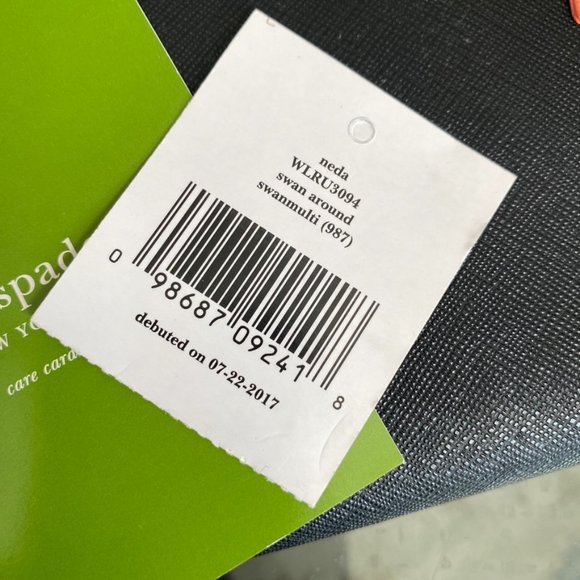 neda
WLRU3094
swan around
swanmulti (987)
0 98687 09241 8
debuted on 07-22-2017
spad
W YO
care card